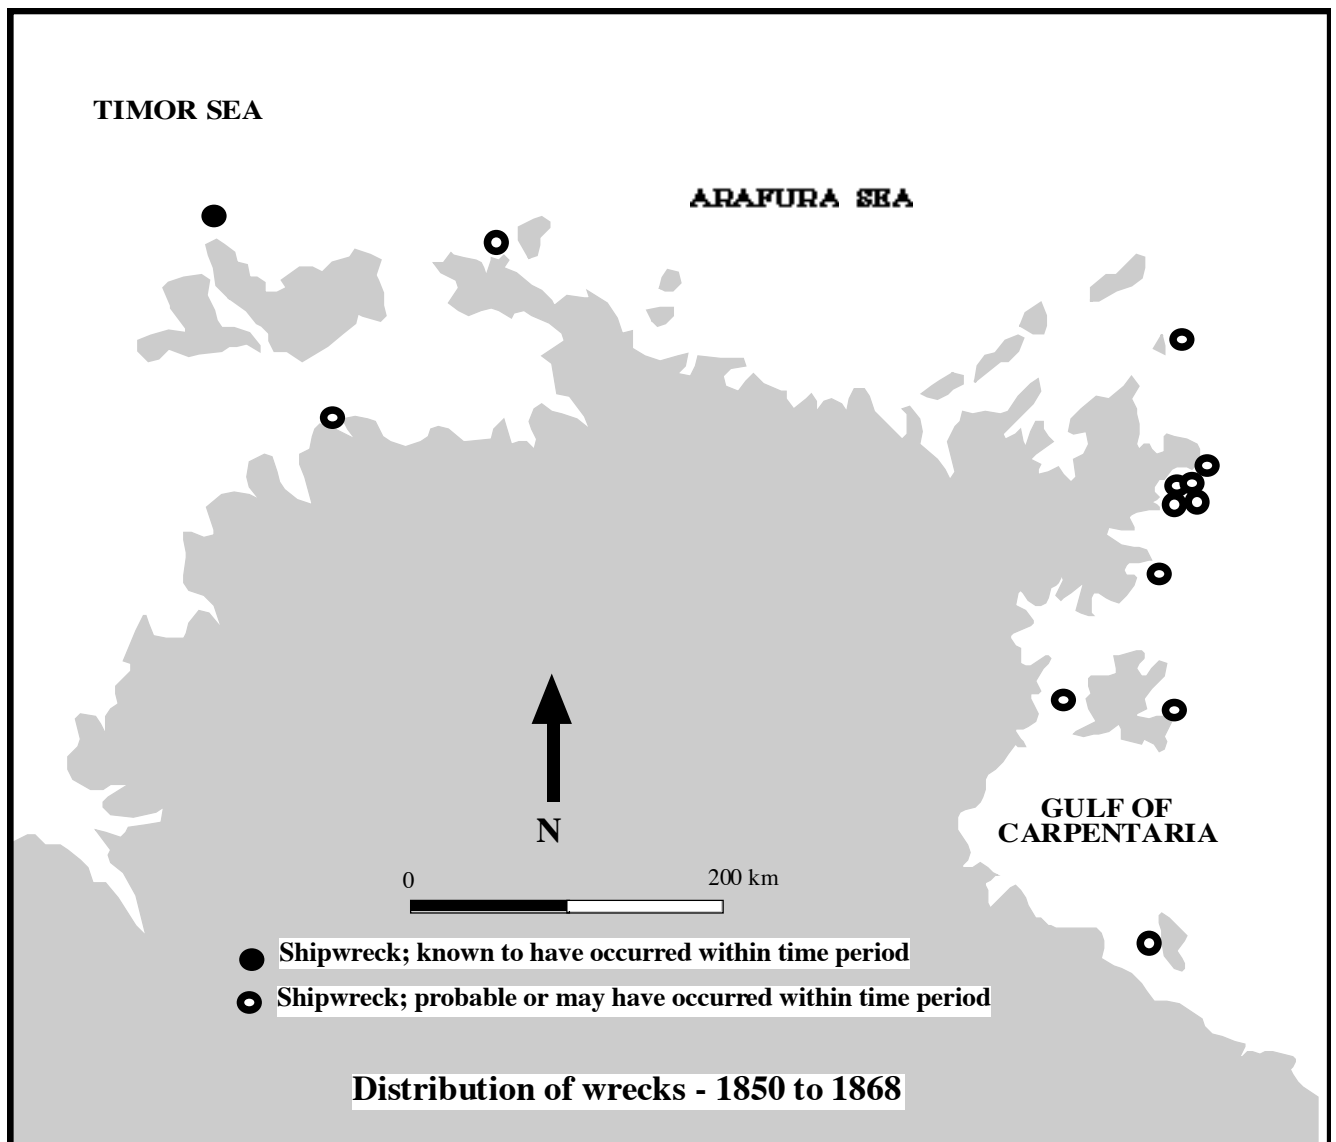 TIMOR SEA
ARAFURA SEA
GULF OF
CARPENTARIA
N
0
200 km
Shipwreck; known to have occurred within time period
Shipwreck; probable or may have occurred within time period
Distribution of wrecks - 1850 to 1868